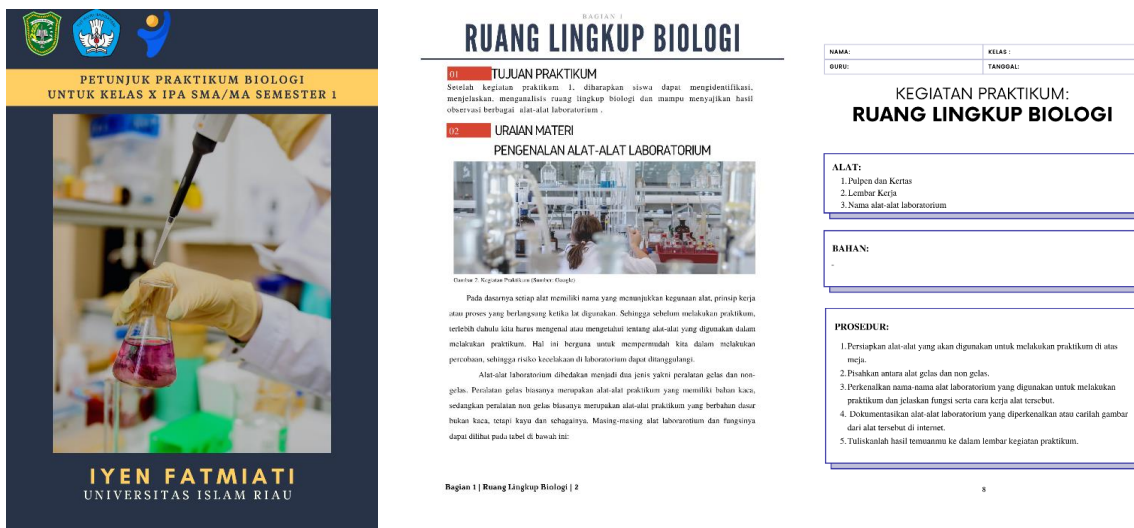 PETUNJUK PRAKTIKUM BIOLOGI
UNTUK KELAS X IPA SMA/MA SEMESTER 1
IYEN FATMIATI
UNIVERSITAS ISLAM RIAU
BAGIAN 1
RUANG LINGKUP BIOLOGI
01 TUJUAN PRAKTIKUM
Setelah kegiatan praktikum 1, diharapkan siswa dapat mengidentifikasi,
menjelaskan, menganalisis ruang lingkup biologi dan mampu menyajikan hasil
observasi berbagai alat-alat laboratorium .
02 URAIAN MATERI
PENGENALAN ALAT-ALAT LABORATORIUM
Gambar 2. Kegiatan Praktikum (Sumber: Google)
Pada dasarnya setiap alat memiliki nama yang menunjukkan kegunaan alat, prinsip kerja
atau proses yang berlangsung ketika lat digunakan. Sehingga sebelum melakukan praktikum,
terlebih dahulu kita harus mengenal atau mengetahui tentang alat-alat yang digunakan dalam
melakukan praktikum. Hal ini berguna untuk mempermudah kita dalam melakukan
percobaan, sehingga risiko kecelakaan di laboratorium dapat ditanggulangi.
Alat-alat laboratorium dibedakan menjadi dua jenis yakni peralatan gelas dan non-
gelas. Peralatan gelas biasanya merupakan alat-alat praktikum yang memiliki bahan kaca,
sedangkan peralatan non gelas biasanya merupakan alat-alat praktikum yang berbahan dasar
bukan kaca, tetapi kayu dan sebagainya. Masing-masing alat laborarotium dan fungsinya
dapat dilihat pada tabel di bawah ini:
Bagian 1 | Ruang Lingkup Biologi | 2
NAMA: KELAS :
GURU: TANGGAL:
KEGIATAN PRAKTIKUM:
RUANG LINGKUP BIOLOGI
ALAT:
1. Pulpen dan Kertas
2. Lembar Kerja
3. Nama alat-alat laboratorium
BAHAN:
-
PROSEDUR:
1. Persiapkan alat-alat yang akan digunakan untuk melakukan praktikum di atas
meja.
2. Pisahkan antara alat gelas dan non gelas.
3. Perkenalkan nama-nama alat laboratorium yang digunakan untuk melakukan
praktikum dan jelaskan fungsi serta cara kerja alat tersebut.
4. Dokumentasikan alat-alat laboratorium yang diperkenalkan atau carilah gambar
dari alat tersebut di internet.
5. Tuliskanlah hasil temuanmu ke dalam lembar kegiatan praktikum.
8